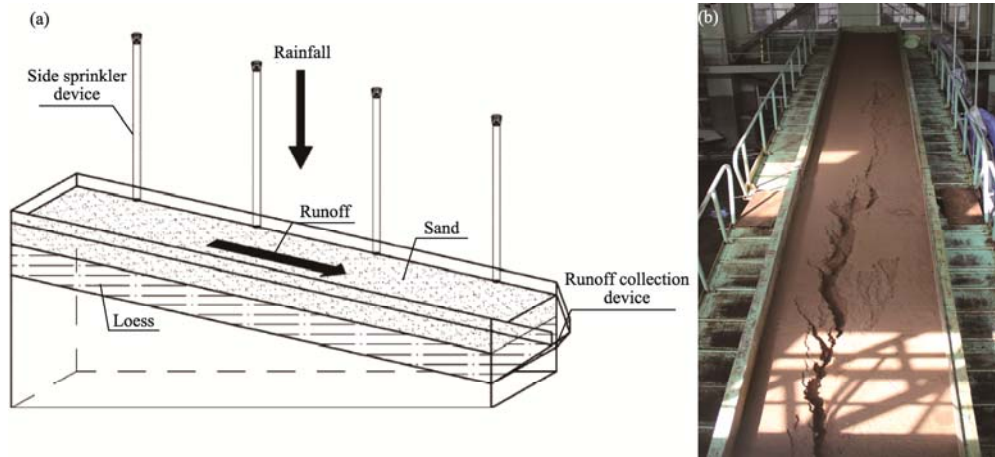 (a)
Rainfall
Side sprinkler
device
Runoff
Sand
Runoff collection
device
Loess
(b)